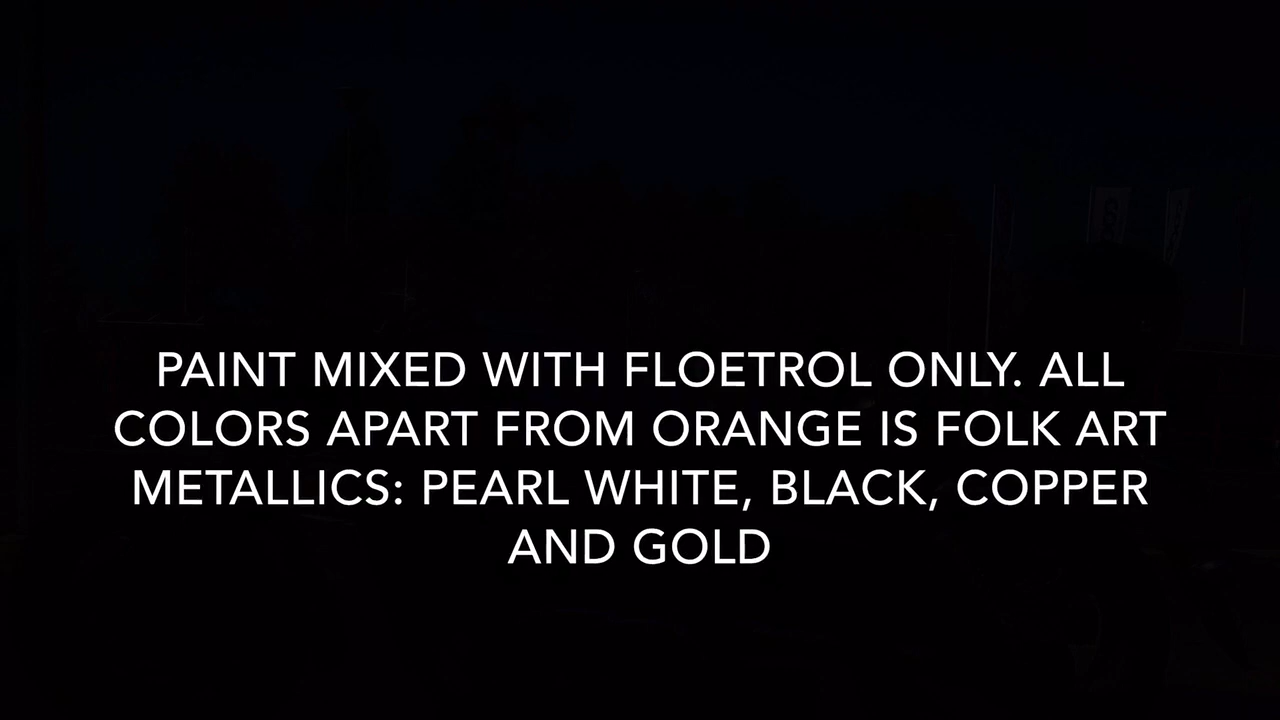 PAINT MIXED WITH FLOETROL ONLY. ALL
COLORS APART FROM ORANGE IS FOLK ART
METALLICS: PEARL WHITE, BLACK, COPPER
AND GOLD